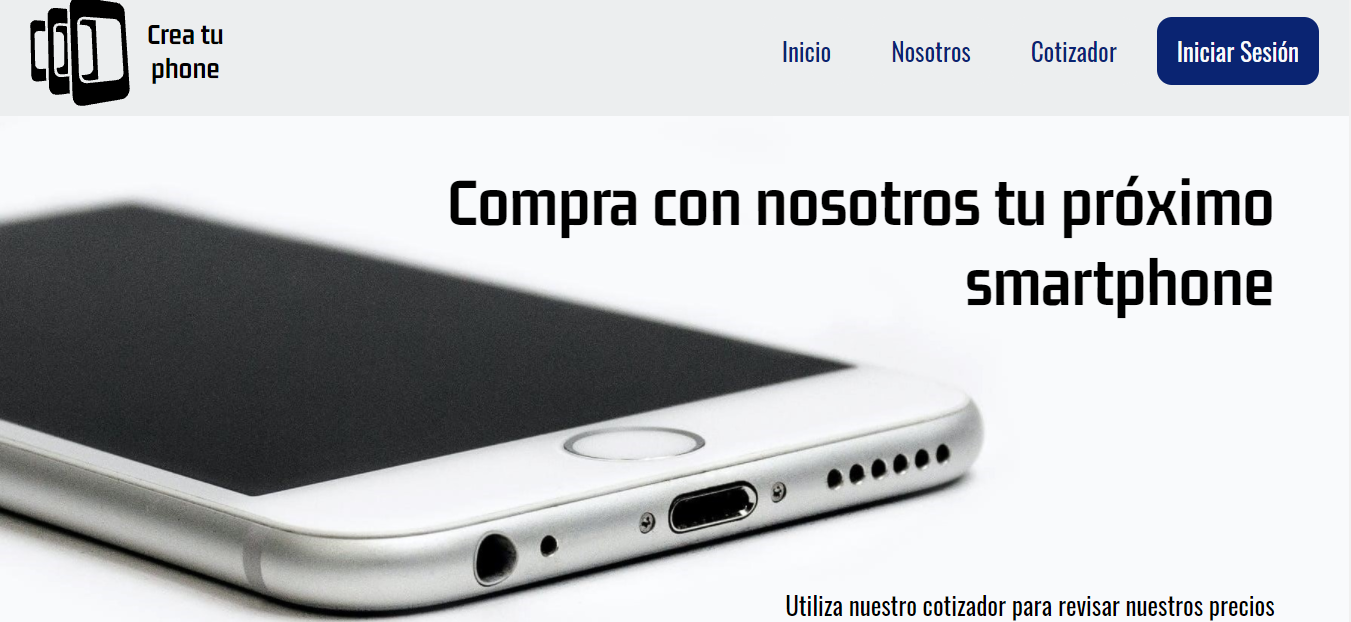 Crea tu
phone
Inicio
Nosotros
Cotizador
Iniciar Sesión
Compra con nosotros tu próximo
smartphone
Utiliza nuestro cotizador para revisar nuestros precios